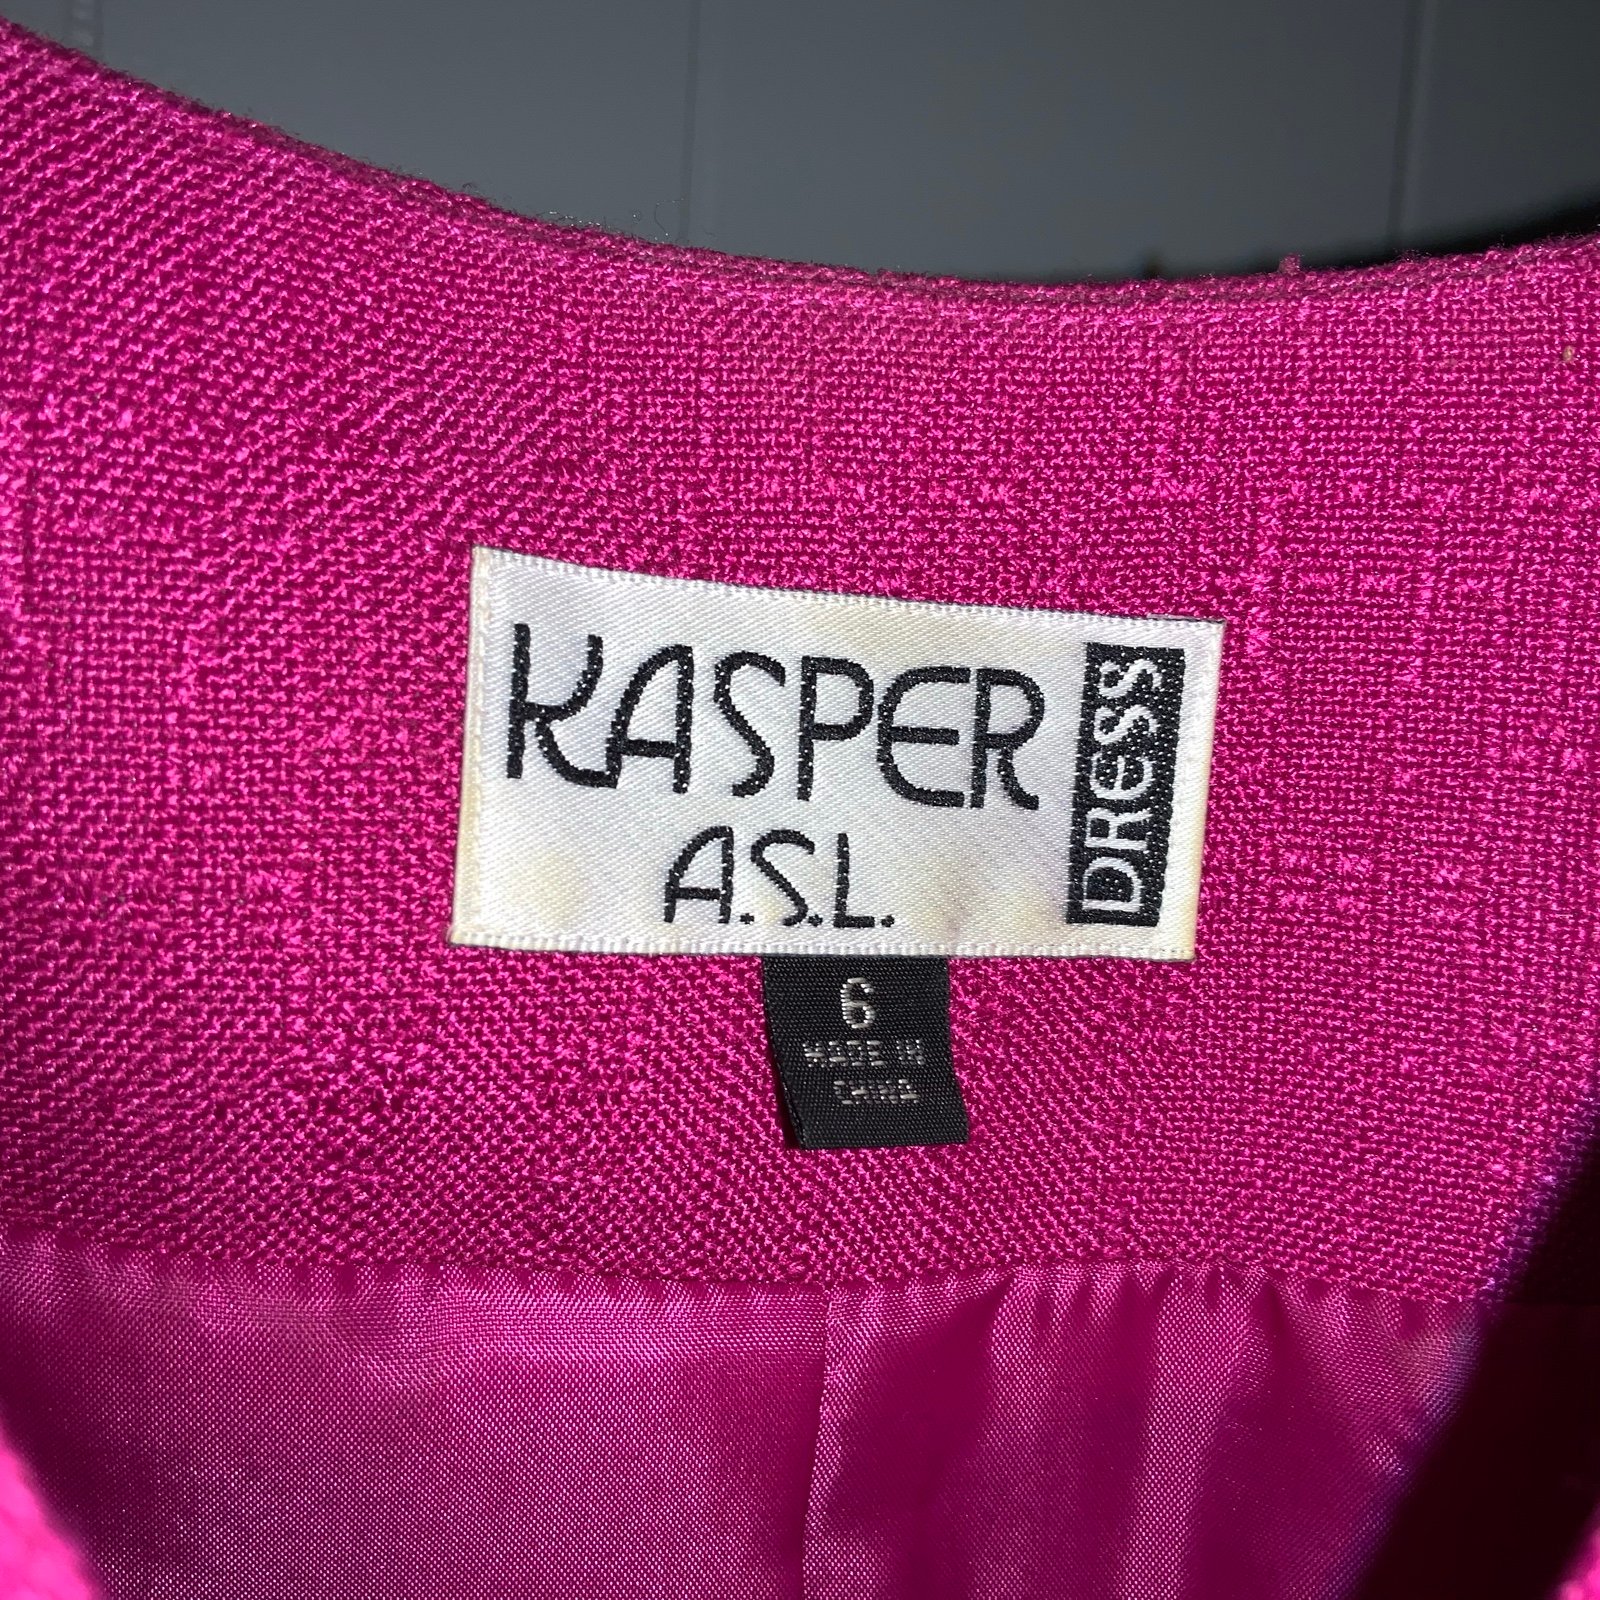 KASPER
A.S.L.
DRESS
6
MADE IN
CHINA